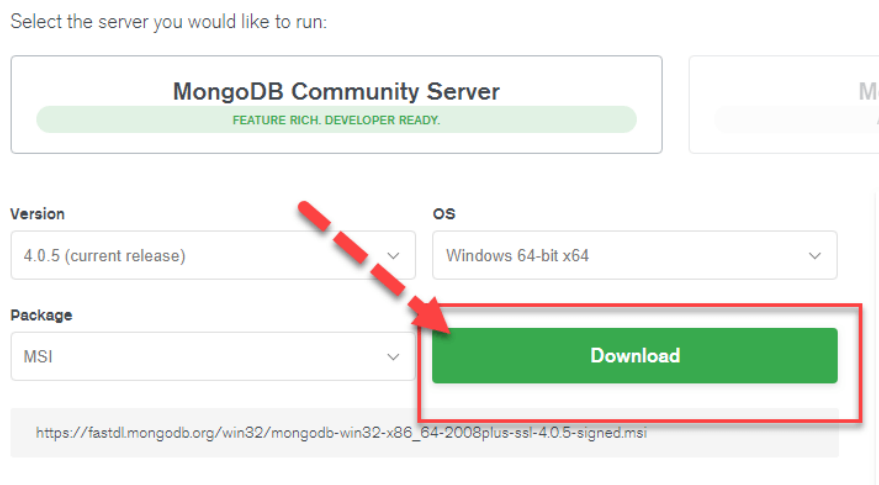 Select the server you would like to run:
MongoDB Community Server
FEATURE RICH. DEVELOPER READY.
Version
OS
4.0.5 (current release)
Windows 64-bit x64
Package
MSI
Download
https://fastdl.mongodb.org/win32/mongodb-win32-x86_64-2008plus-ssl-4.0.5-signed.msi